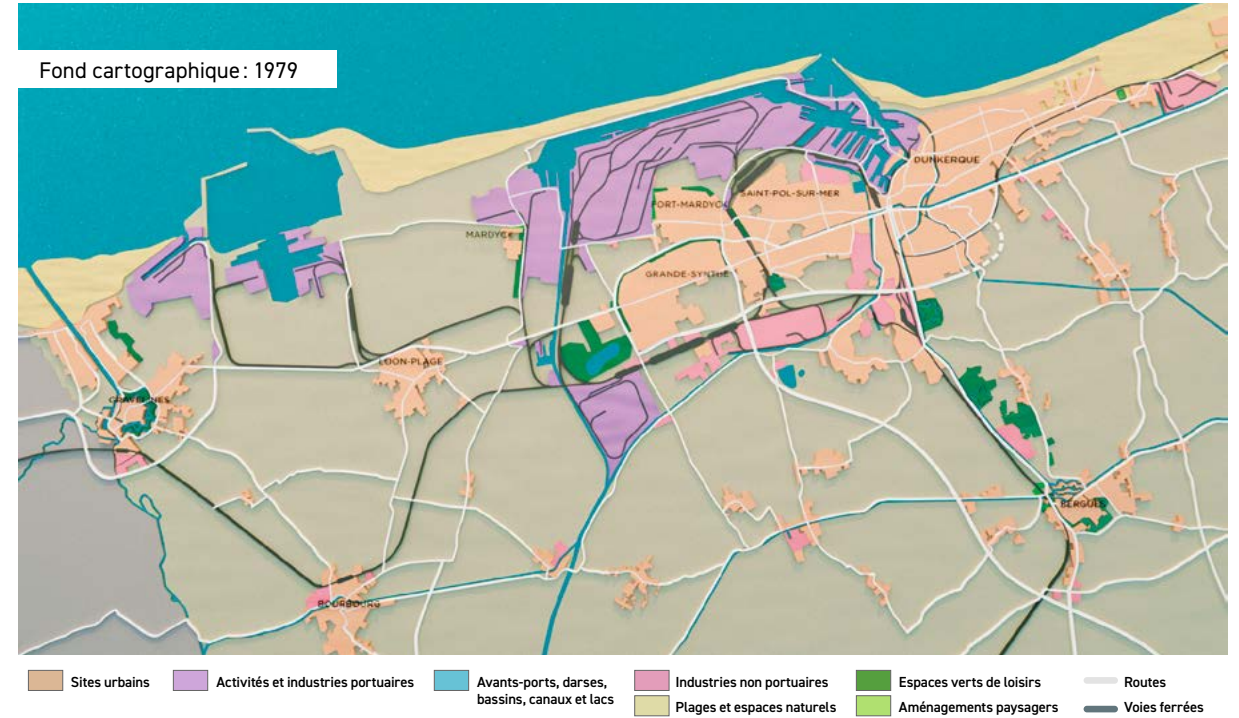 Fond cartographique : 1979
DUNKERQUE
SAINT-POL-SUR-MER
FORT-MARDYCK
MARDYCK
GRANDE-SYNTHE
LOON-PLAGE
GRAVELINES
BERGUES
BOURBOURG
Sites urbains
Activités et industries portuaires
Avants-ports, darses,
bassins, canaux et lacs
Industries non portuaires
Plages et espaces naturels
Espaces verts de loisirs
Aménagements paysagers
Routes
Voies ferrées